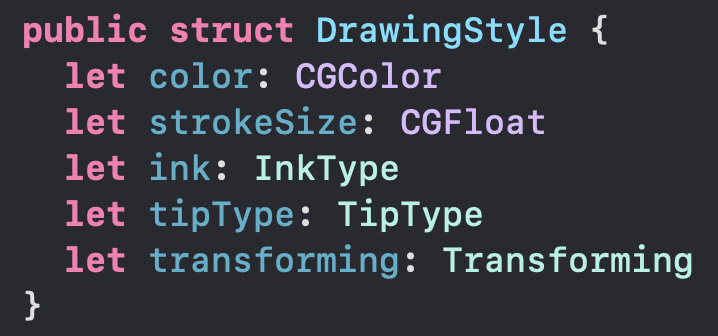 public struct DrawingStyle {
  let color: CGColor
  let strokeSize: CGFloat
  let ink: InkType
  let tipType: TipType
  let transforming: Transforming
}